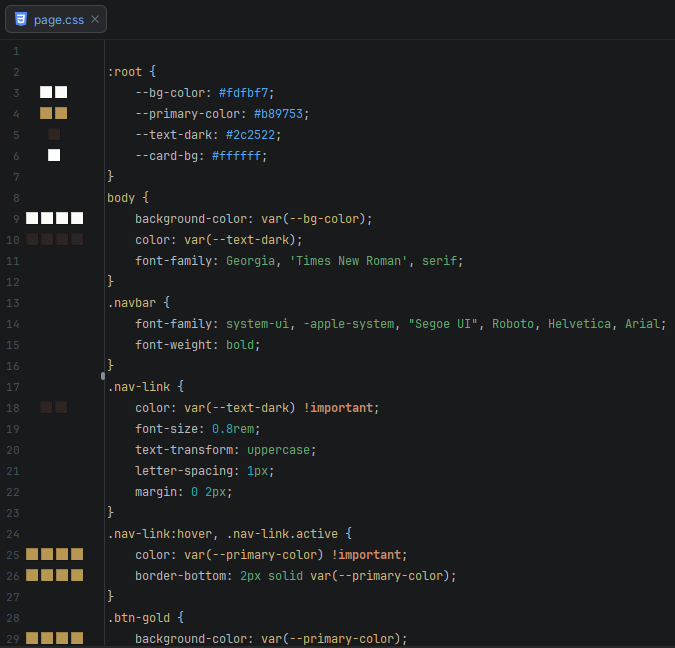 page.css
1
2 :root {
3 --bg-color: #fdfbf7;
4 --primary-color: #b89753;
5 --text-dark: #2c2522;
6 --card-bg: #ffffff;
7 }
8 body {
9 background-color: var(--bg-color);
10 color: var(--text-dark);
11 font-family: Georgia, 'Times New Roman', serif;
12 }
13 .navbar {
14 font-family: system-ui, -apple-system, "Segoe UI", Roboto, Helvetica, Arial;
15 font-weight: bold;
16 }
17 .nav-link {
18 color: var(--text-dark) !important;
19 font-size: 0.8rem;
20 text-transform: uppercase;
21 letter-spacing: 1px;
22 margin: 0 2px;
23 }
24 .nav-link:hover, .nav-link.active {
25 color: var(--primary-color) !important;
26 border-bottom: 2px solid var(--primary-color);
27 }
28 .btn-gold {
29 background-color: var(--primary-color);